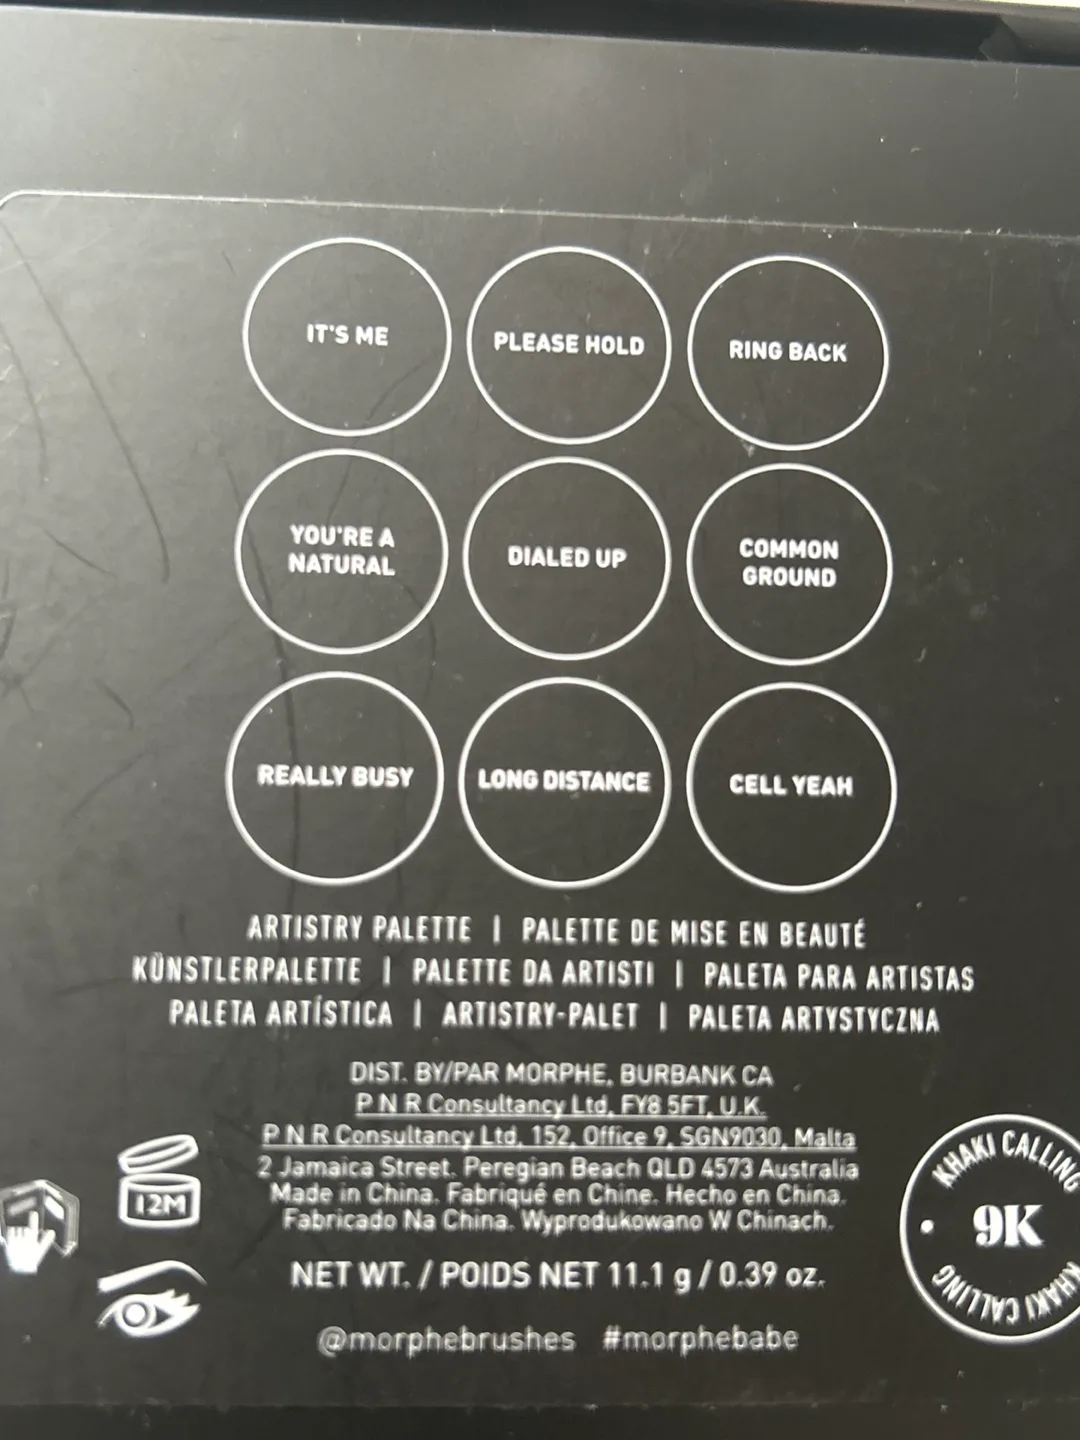 IT'S ME
PLEASE HOLD
RING BACK
YOU'RE A
NATURAL
DIALED UP
COMMON
GROUND
REALLY BUSY
LONG DISTANCE
CELL YEAH
ARTISTRY PALETTE | PALETTE DE MISE EN BEAUTÉ
KÜNSTLERPALETTE | PALETTE DA ARTISTI | PALETA PARA ARTISTAS
PALETA ARTÍSTICA | ARTISTRY-PALET | PALETA ARTYSTYCZNA
DIST. BY/PAR MORPHE, BURBANK CA
P N R Consultancy Ltd, FY8 5FT, U.K.
P N R Consultancy Ltd, 152, Office 9, SGN9030, Malta
2 Jamaica Street. Peregian Beach QLD 4573 Australia
Made in China. Fabriqué en Chine. Hecho en China.
Fabricado Na China. Wyprodukowano W Chinach.
NET WT. / POIDS NET 11.1 g / 0.39 oz.
@morphebrushes #morphebabe
12M
KHAKI CALLING
9K
KHAKI CALLING